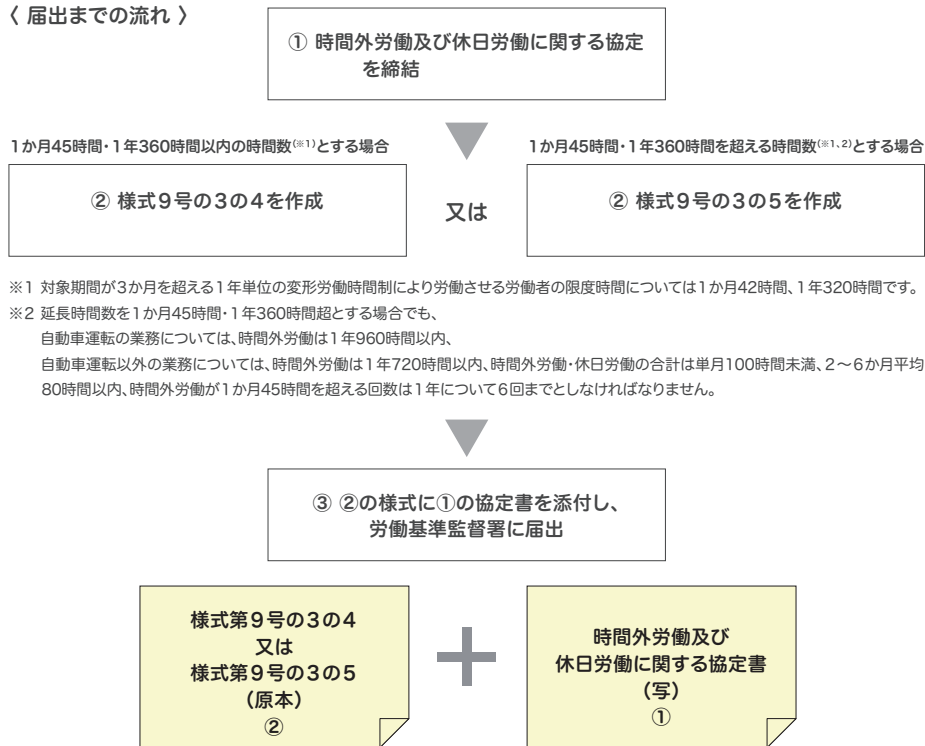 〈 届出までの流れ 〉
① 時間外労働及び休日労働に関する協定
を締結
1か月45時間・1年360時間以内の時間数(※1)とする場合
1か月45時間・1年360時間を超える時間数(※1、2)とする場合
② 様式9号の3の4を作成
又は
② 様式9号の3の5を作成
※1 対象期間が3か月を超える1年単位の変形労働時間制により労働させる労働者の限度時間については1か月42時間、1年320時間です。
※2 延長時間数を1か月45時間・1年360時間超とする場合でも、
自動車運転の業務については、時間外労働は1年960時間以内、
自動車運転以外の業務については、時間外労働は1年720時間以内、時間外労働・休日労働の合計は単月100時間未満、2～6か月平均
80時間以内、時間外労働が1か月45時間を超える回数は1年について6回までとしなければなりません。
③ ②の様式に①の協定書を添付し、
労働基準監督署に届出
様式第9号の3の4
又は
様式第9号の3の5
（原本）
②
時間外労働及び
休日労働に関する協定書
（写）
①